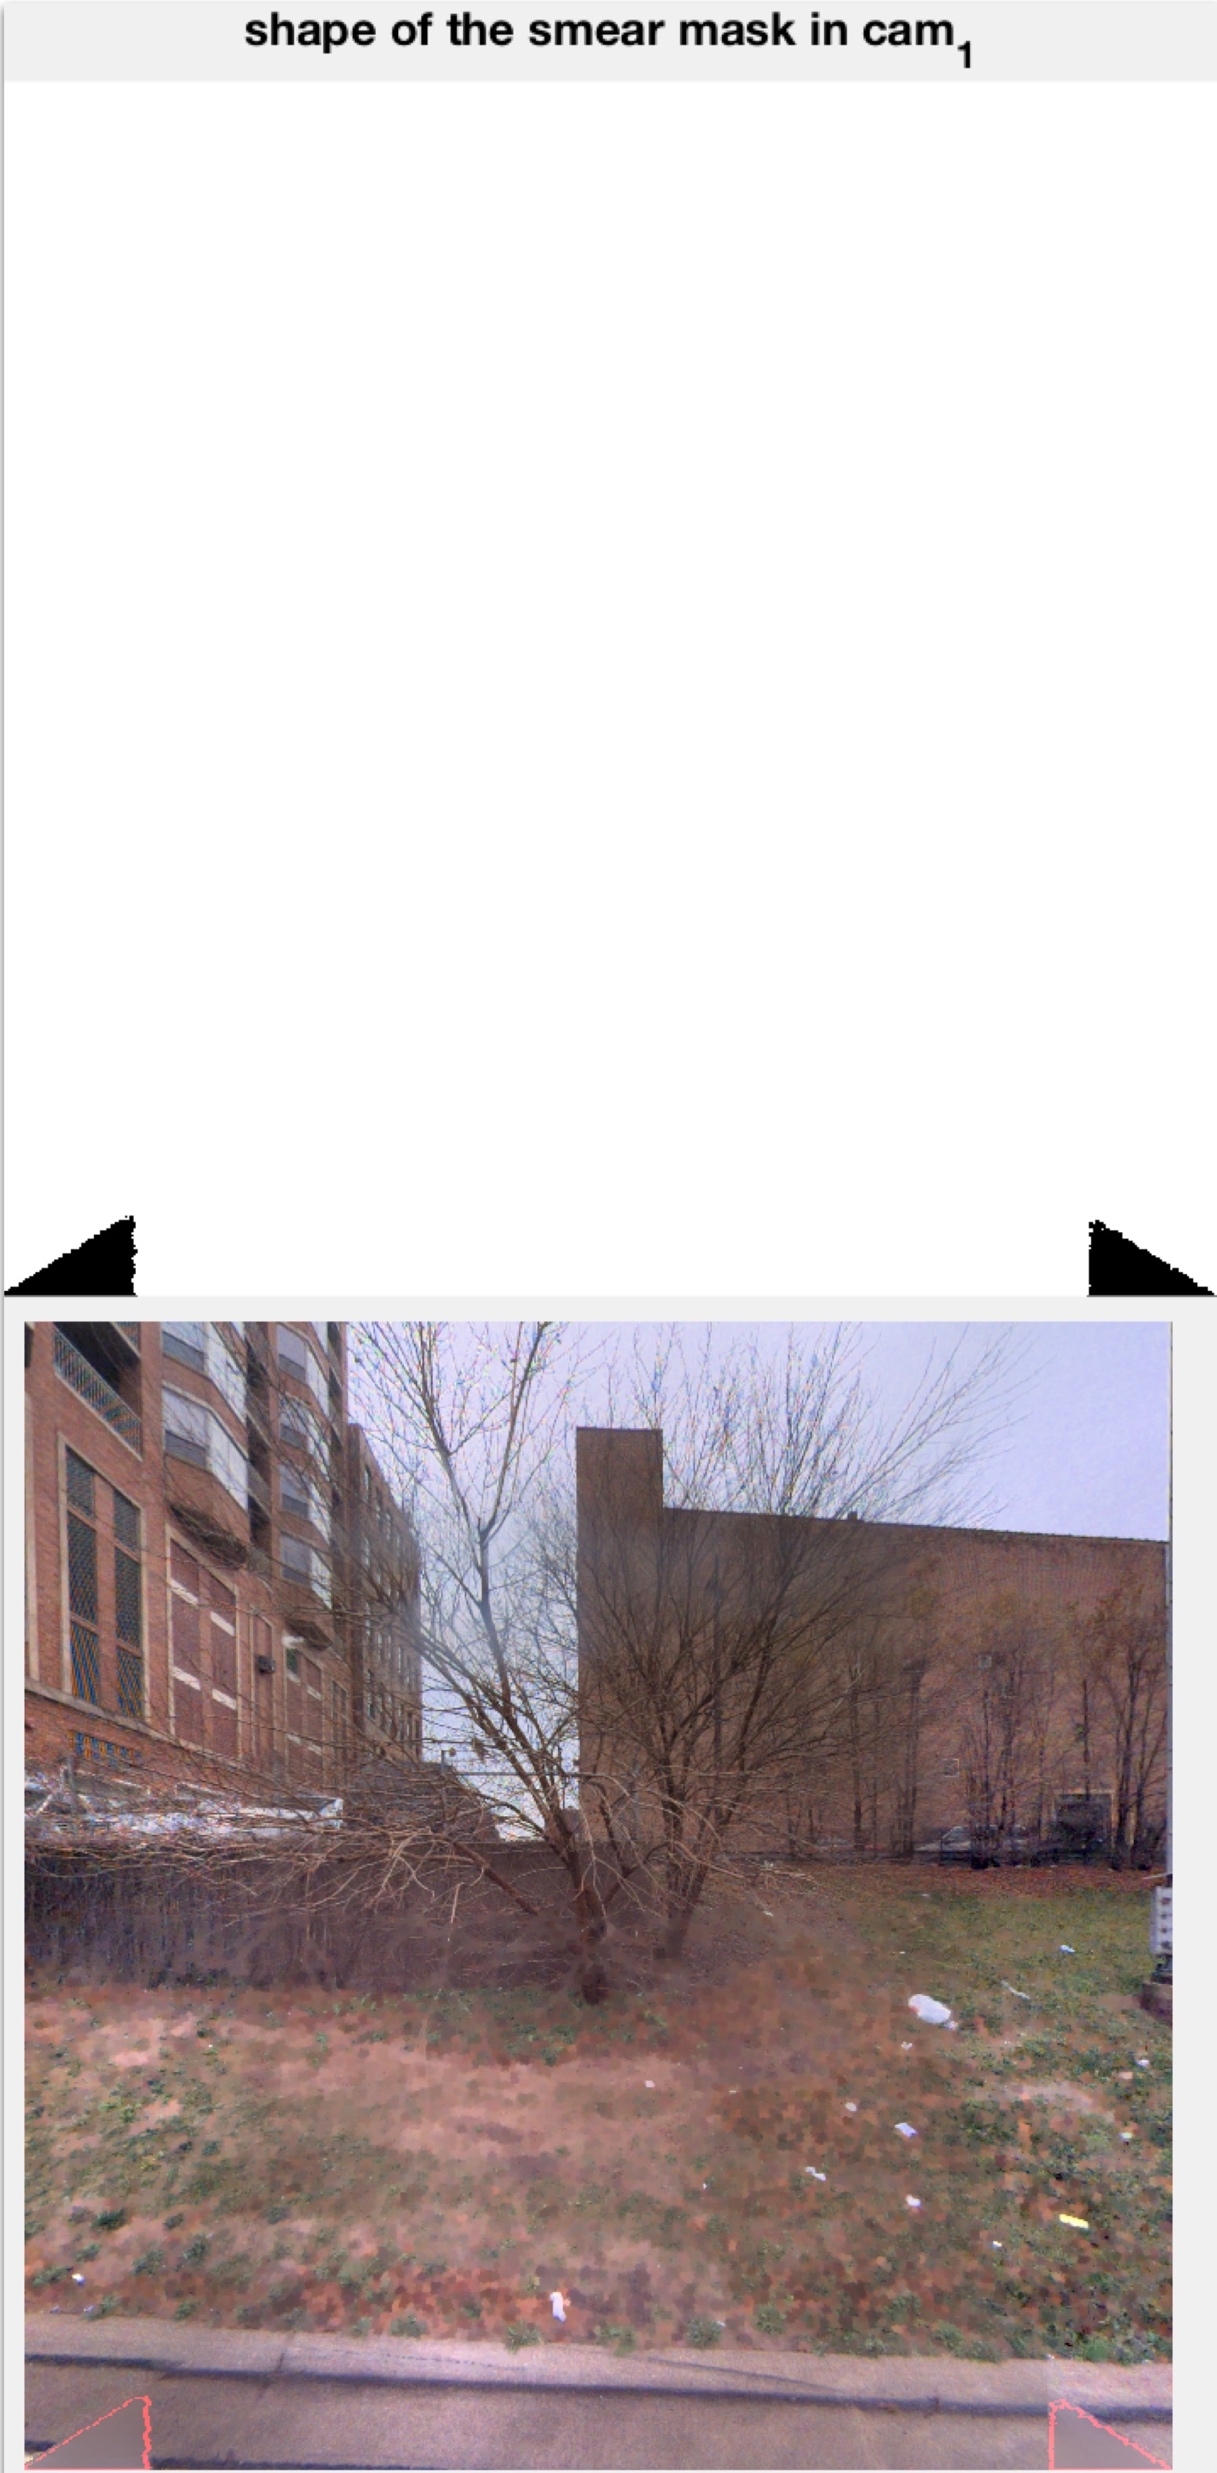 shape of the smear mask in cam₁